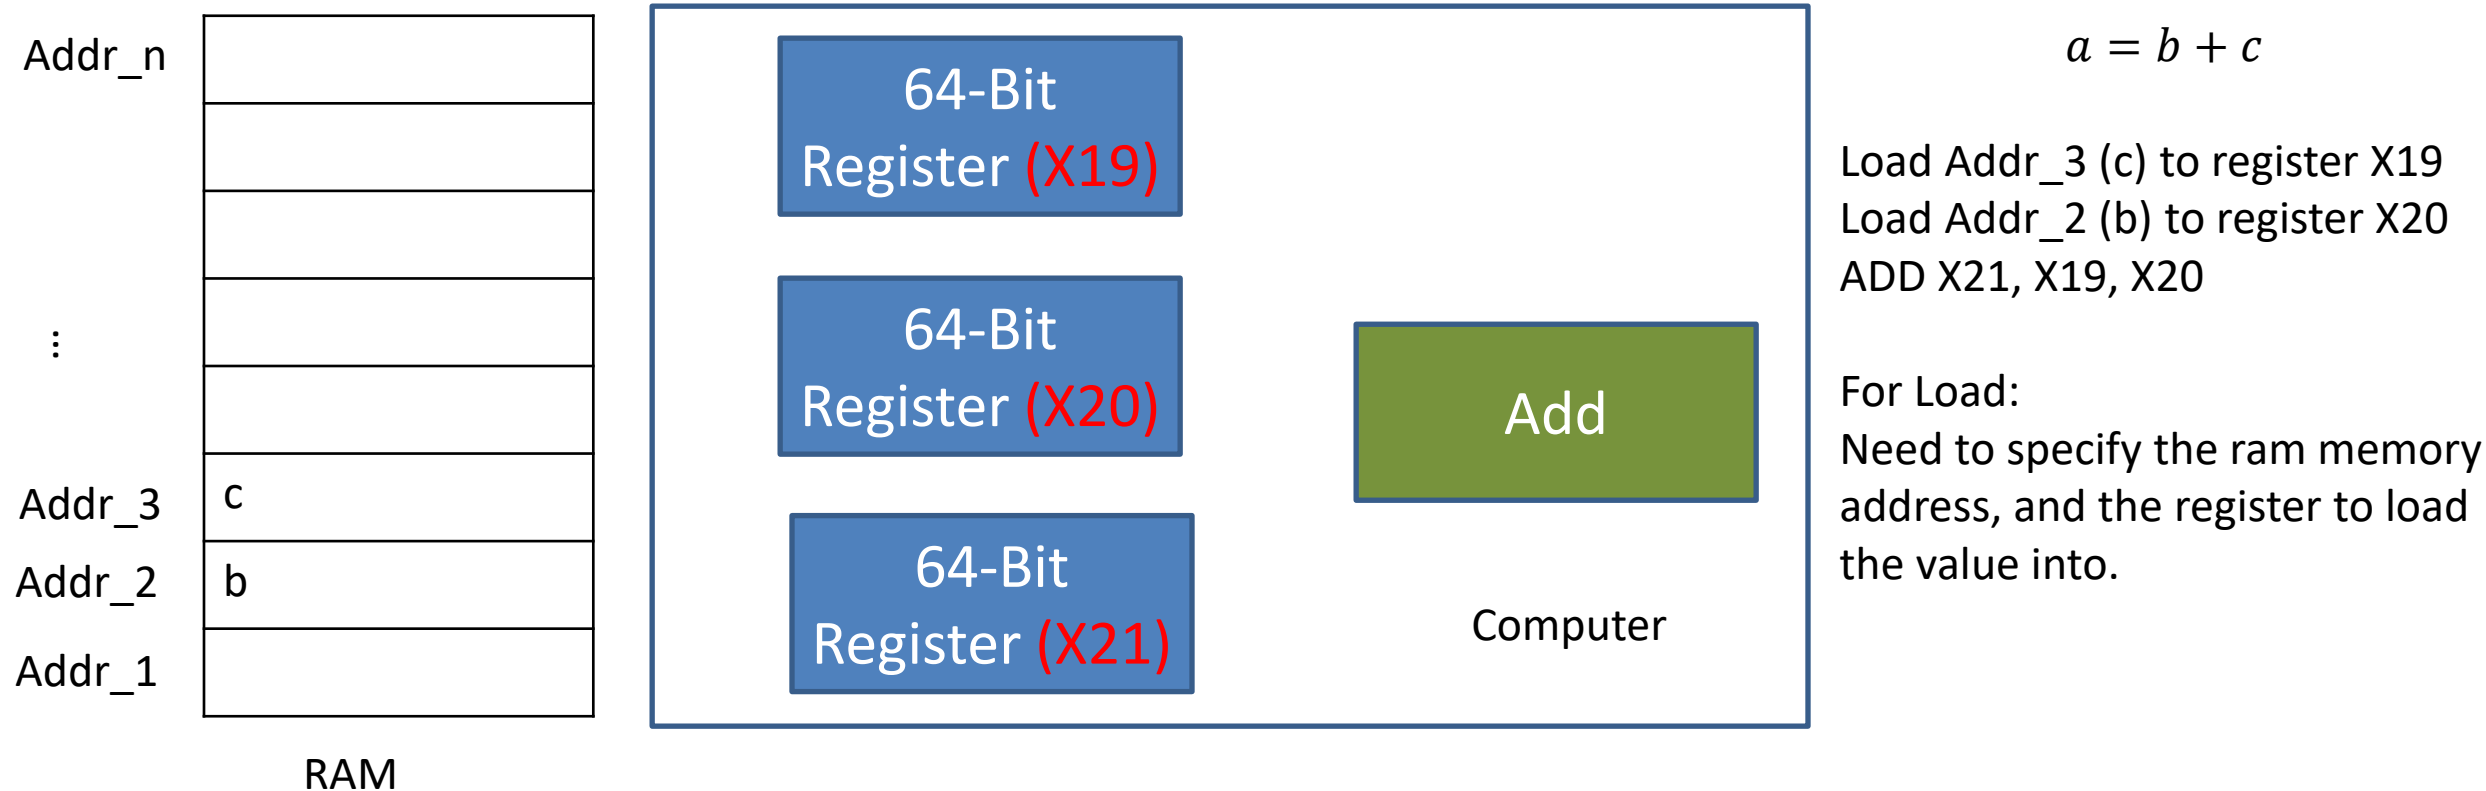 Addr_n
⋮
Addr_3
Addr_2
Addr_1
c
b
RAM
64-Bit
Register (X19)
64-Bit
Register (X20)
64-Bit
Register (X21)
Add
Computer
a = b + c
Load Addr_3 (c) to register X19
Load Addr_2 (b) to register X20
ADD X21, X19, X20
For Load:
Need to specify the ram memory
address, and the register to load
the value into.